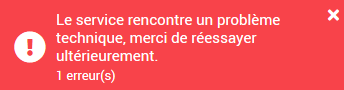 Le service rencontre un problème
technique, merci de réessayer
ultérieurement.
1 erreur(s)